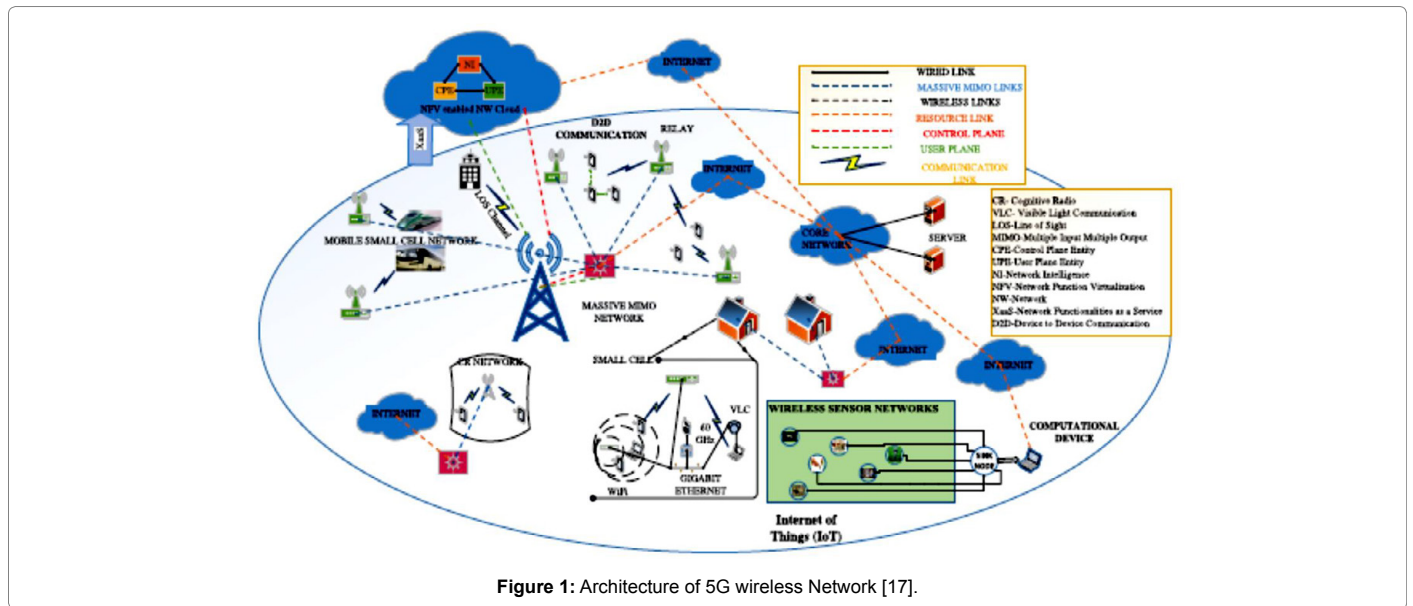 NI
CPE
UPE
NFV enabled NW Cloud
XaaS
INTERNET
WIRED LINK
MASSIVE MIMO LINKS
WIRELESS LINKS
RESOURCE LINK
CONTROL PLANE
USER PLANE
COMMUNICATION
LINK
D2D
COMMUNICATION
RELAY
LOS Channel
INTERNET
MOBILE SMALL CELL NETWORK
CORE
NETWORK
SERVER
CR- Cognitive Radio
VLC- Visible Light Communication
LOS-Line of Sight
MIMO-Multiple Input Multiple Output
CPE-Control Plane Entity
UPE-User Plane Entity
NI-Network Intelligence
NFV-Network Function Virtualization
NW-Network
XaaS-Network Functionalities as a Service
D2D-Device to Device Communication
MASSIVE MIMO
NETWORK
SMALL CELL
INTERNET
INTERNET
CR NETWORK
INTERNET
VLC
60
GHz
WiFi
GIGABIT
ETHERNET
WIRELESS SENSOR NETWORKS
SINK
NODE
COMPUTATIONAL
DEVICE
Internet of
Things (IoT)
Figure 1: Architecture of 5G wireless Network [17].